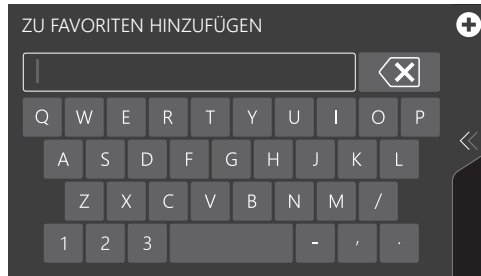 ZU FAVORITEN HINZUFÜGEN
Q W E R T Y U I O P
A S D F G H J K L
Z X C V B N M /
1 2 3 - , .